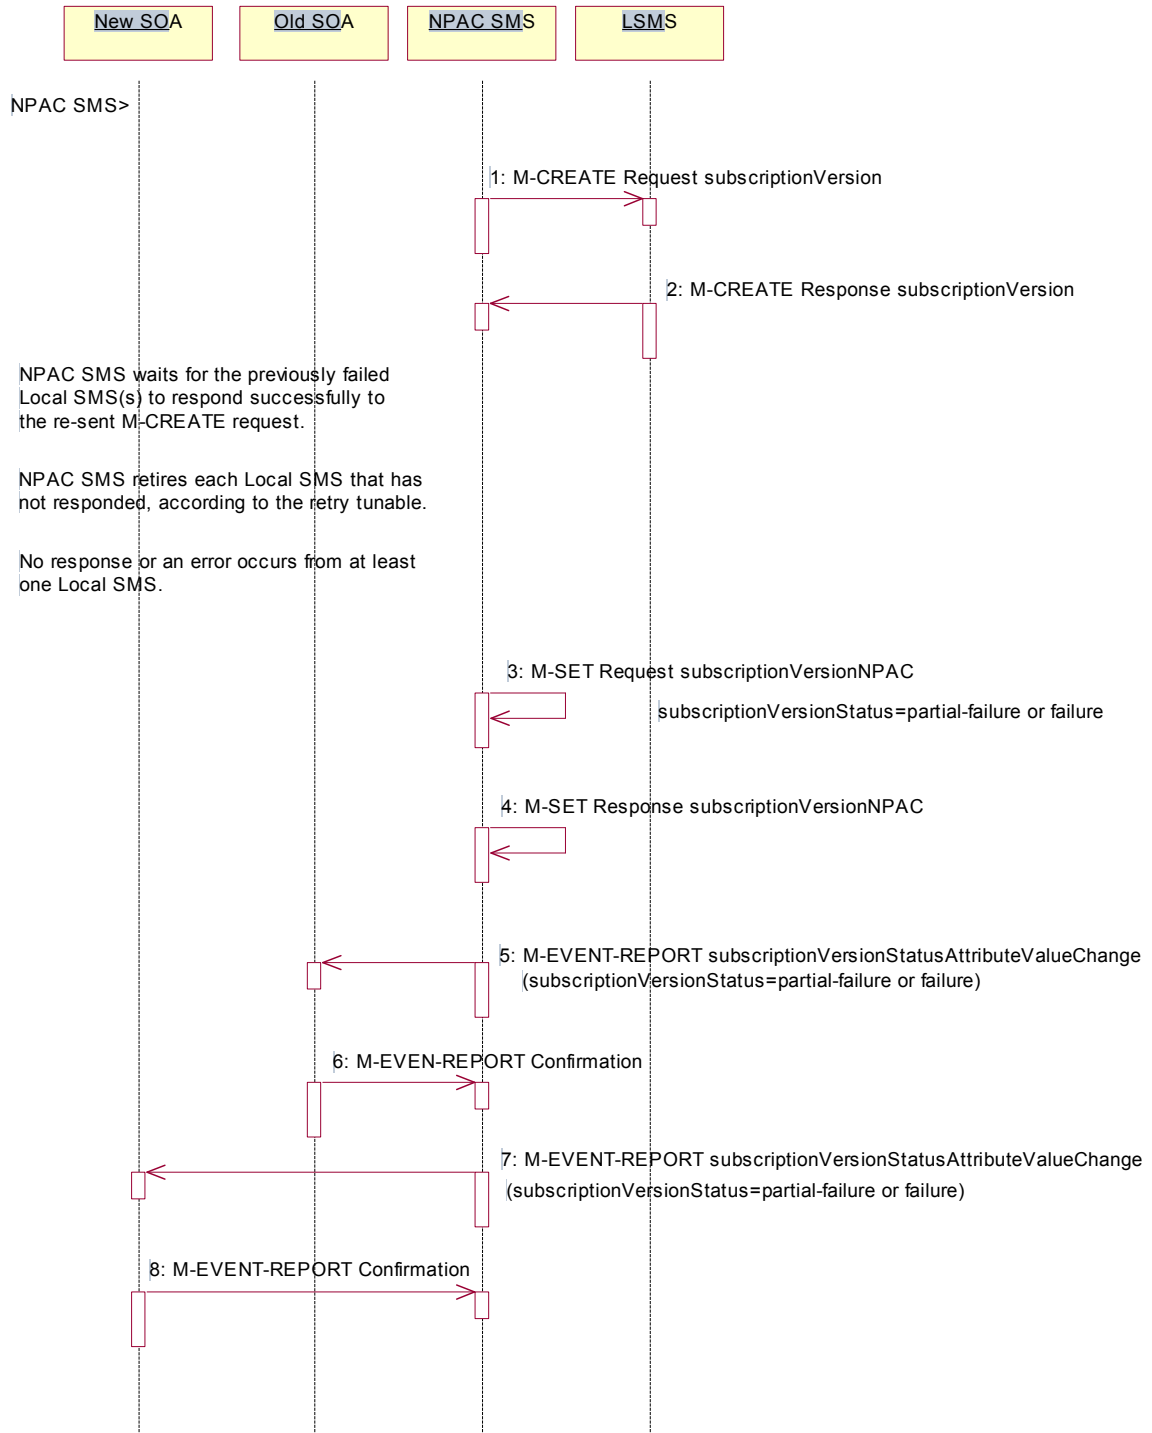 New SOA
Old SOA
NPAC SMS
LSMS
NPAC SMS>
1: M-CREATE Request subscriptionVersion
2: M-CREATE Response subscriptionVersion
NPAC SMS waits for the previously failed
Local SMS(s) to respond successfully to
the re-sent M-CREATE request.
NPAC SMS retires each Local SMS that has
not responded, according to the retry tunable.
No response or an error occurs from at least
one Local SMS.
3: M-SET Request subscriptionVersionNPAC
subscriptionVersionStatus=partial-failure or failure
4: M-SET Response subscriptionVersionNPAC
5: M-EVENT-REPORT subscriptionVersionStatusAttributeValueChange
(subscriptionVersionStatus=partial-failure or failure)
6: M-EVEN-REPORT Confirmation
7: M-EVENT-REPORT subscriptionVersionStatusAttributeValueChange
(subscriptionVersionStatus=partial-failure or failure)
8: M-EVENT-REPORT Confirmation